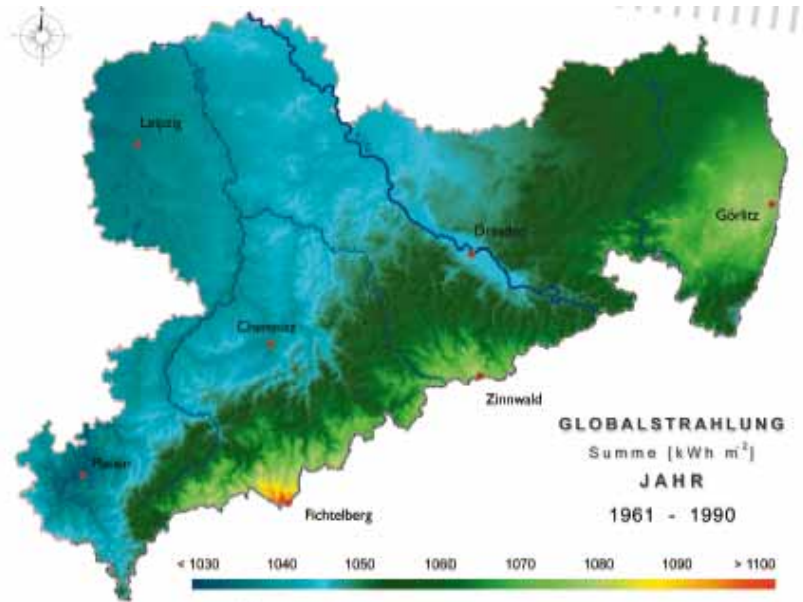 Leipzig
Görlitz
Dresden
Chemnitz
Zinnwald
GLOBALSTRAHLUNG
Summe [kWh m-2]
JAHR
Plauen
1961 - 1990
Fichtelberg
< 1030 1040 1050 1060 1070 1080 1090 > 1100